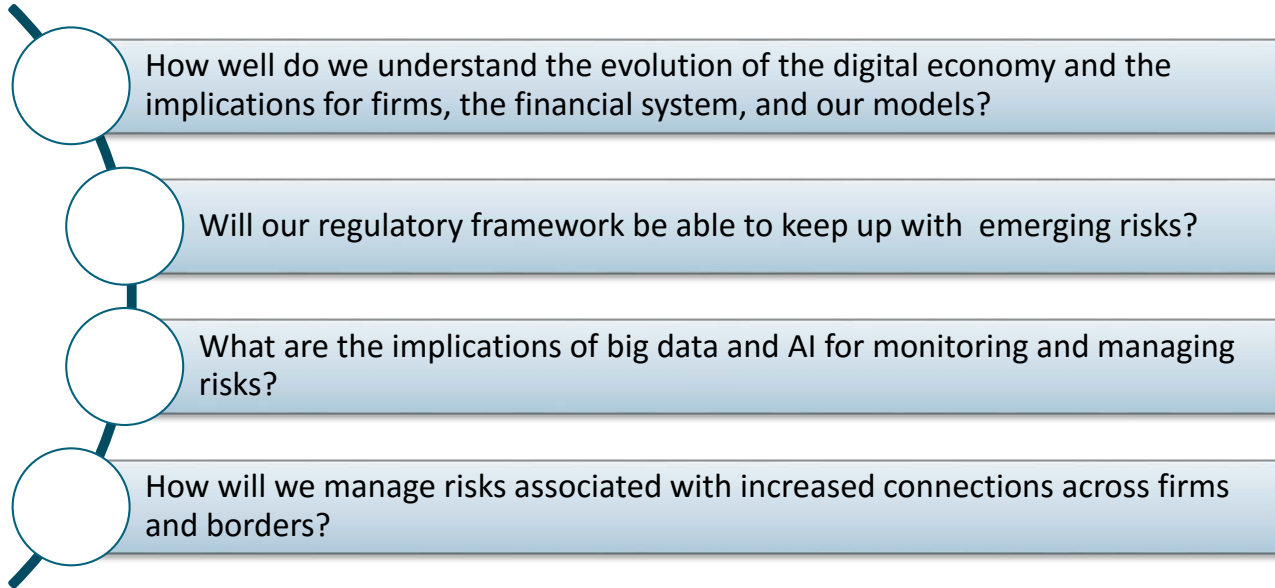 How well do we understand the evolution of the digital economy and the
implications for firms, the financial system, and our models?
Will our regulatory framework be able to keep up with  emerging risks?
What are the implications of big data and AI for monitoring and managing
risks?
How will we manage risks associated with increased connections across firms
and borders?